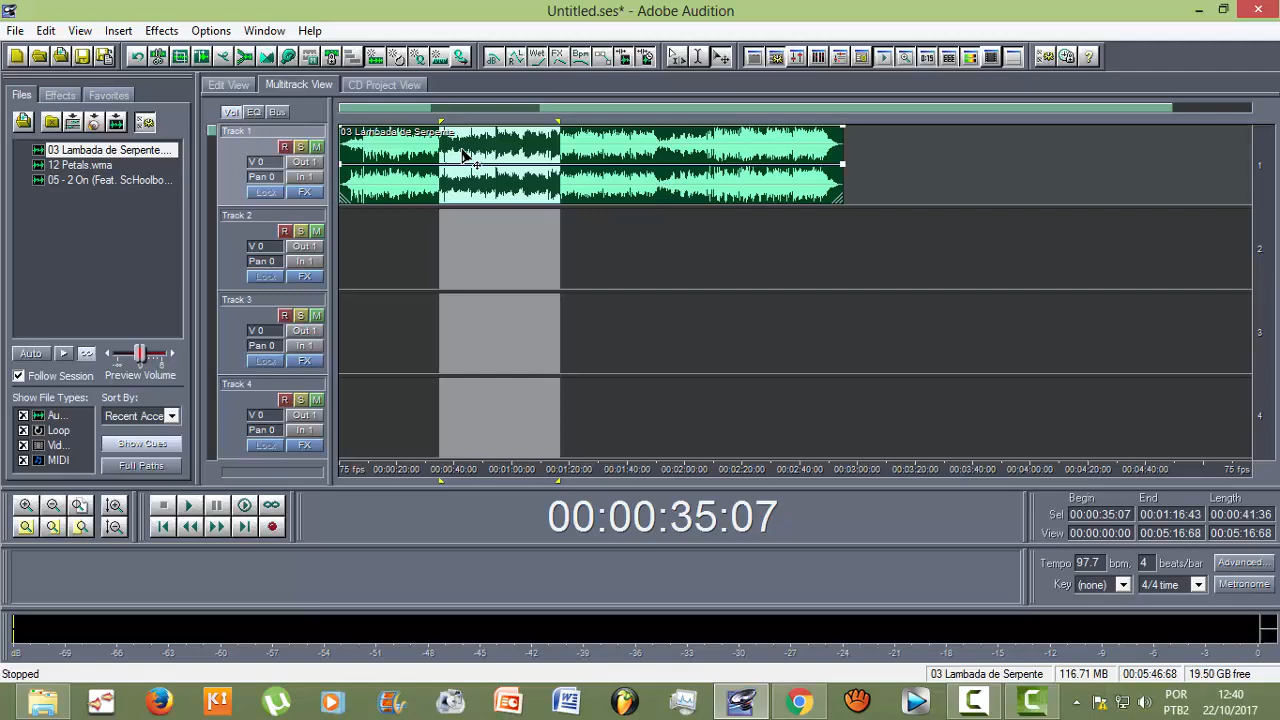 Untitled.ses* - Adobe Audition
File Edit View Insert Effects Options Window Help
Files Effects Favorites
Edit View Multitrack View CD Project View
Vol EQ Bus
03 Lambada de Serpente...
12 Petals.wma
05 - 2 On (Feat. ScHoolbo...
Track 1
R S M
V 0 Out 1
Pan 0 In 1
Lock FX
03 Lambada de Serpente
1
Track 2
R S M
V 0 Out 1
Pan 0 In 1
Lock FX
2
Track 3
R S M
V 0 Out 1
Pan 0 In 1
Lock FX
3
Track 4
R S M
V 0 Out 1
Pan 0 In 1
Lock FX
4
Auto
Follow Session Preview Volume
Show File Types: Sort By:
Au... Recent Acce
Loop
Vid... Show Cues
MIDI Full Paths
75 fps 00:00:20:00 00:00:40:00 00:01:00:00 00:01:20:00 00:01:40:00 00:02:00:00 00:02:20:00 00:02:40:00 00:03:00:00 00:03:20:00 00:03:40:00 00:04:00:00 00:04:20:00 00:04:40:00 75 fps
00:00:35:07
Begin End Length
Sel 00:00:35:07 00:01:16:43 00:00:41:36
View 00:00:00:00 00:05:16:68 00:05:16:68
Tempo 97.7 bpm, 4 beats/bar Advanced...
Key (none) 4/4 time Metronome
dB -69 -66 -63 -60 -57 -54 -51 -48 -45 -42 -39 -36 -33 -30 -27 -24 -21 -18 -15 -12 -9 -6 -3 0
Stopped 03 Lambada de Serpente 116.71 MB 00:05:46:68 19.50 GB free
POR 12:40
PTB2 22/10/2017